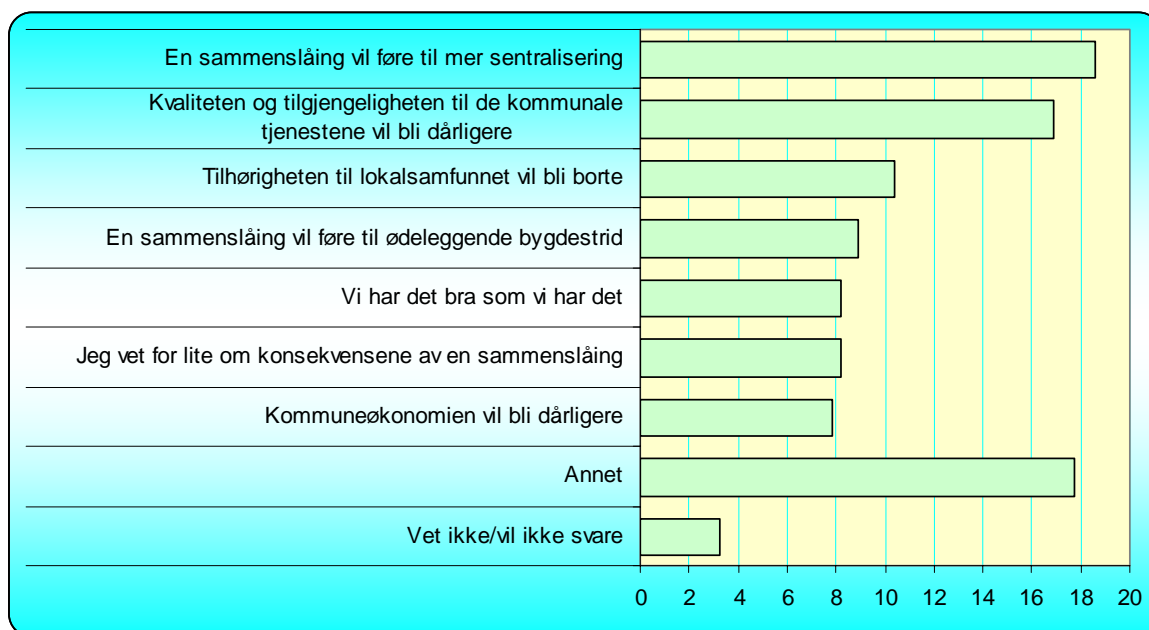 En sammenslåing vil føre til mer sentralisering
Kvaliteten og tilgjengeligheten til de kommunale
tjenestene vil bli dårligere
Tilhørigheten til lokalsamfunnet vil bli borte
En sammenslåing vil føre til ødeleggende bygdestrid
Vi har det bra som vi har det
Jeg vet for lite om konsekvensene av en sammenslåing
Kommuneøkonomien vil bli dårligere
Annet
Vet ikke/vil ikke svare
0 2 4 6 8 10 12 14 16 18 20